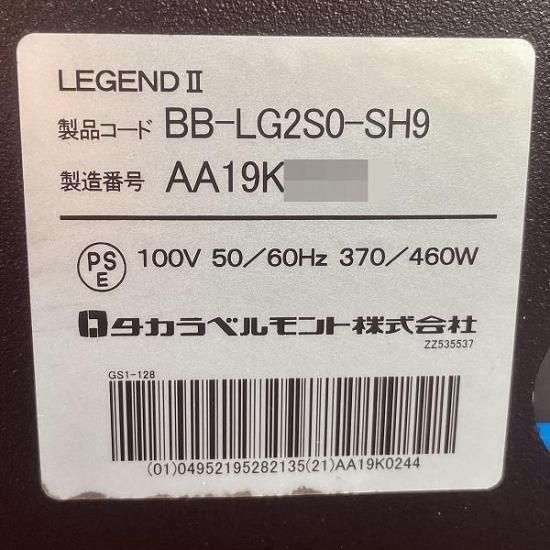 LEGEND II
製品コード BB-LG2S0-SH9
製造番号 AA19K
PS
E
100V 50/60Hz 370/460W
タカラベルモント株式会社
ZZ535537
GS1-128
(01)04952195282135(21)AA19K0244